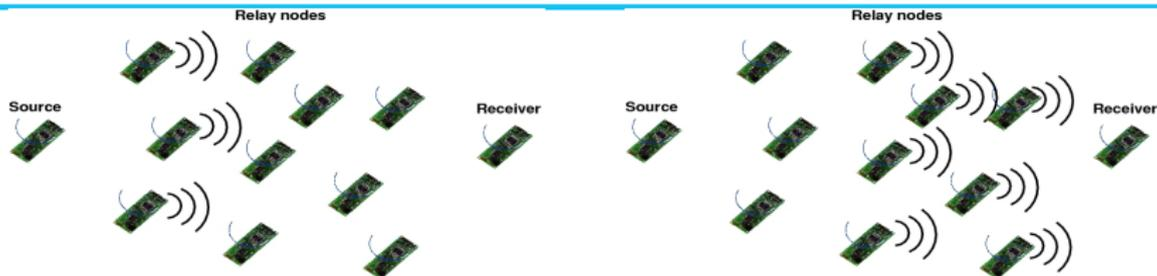 Relay nodes
Source
Receiver
Relay nodes
Source
Receiver